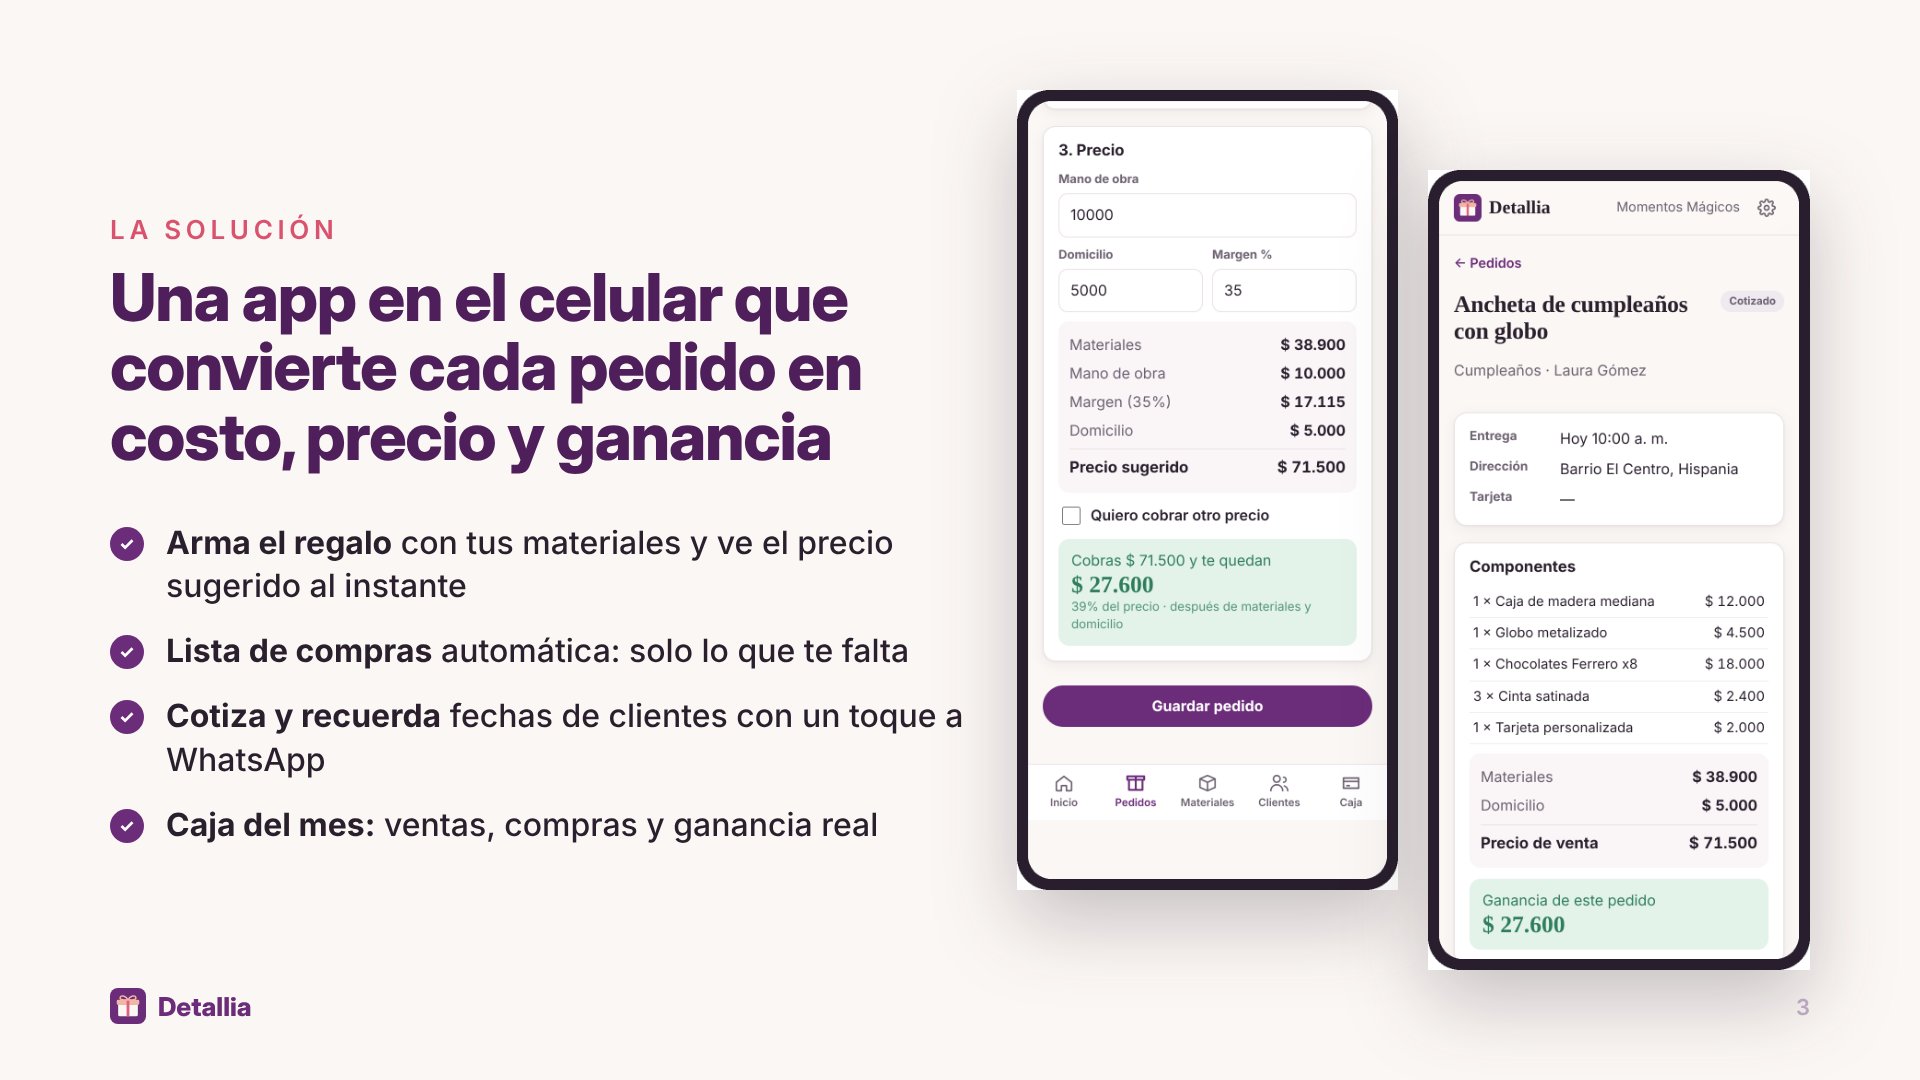 LA SOLUCIÓN
Una app en el celular que
convierte cada pedido en
costo, precio y ganancia
Arma el regalo con tus materiales y ve el precio
sugerido al instante
Lista de compras automática: solo lo que te falta
Cotiza y recuerda fechas de clientes con un toque a
WhatsApp
Caja del mes: ventas, compras y ganancia real
3. Precio
Mano de obra
10000
Domicilio Margen %
5000 35
Materiales $ 38.900
Mano de obra $ 10.000
Margen (35%) $ 17.115
Domicilio $ 5.000
Precio sugerido $ 71.500
Quiero cobrar otro precio
Cobras $ 71.500 y te quedan
$ 27.600
39% del precio · después de materiales y
domicilio
Guardar pedido
Inicio Pedidos Materiales Clientes Caja
Detallia Momentos Mágicos
← Pedidos
Ancheta de cumpleaños
con globo
Cotizado
Cumpleaños · Laura Gómez
Entrega Hoy 10:00 a. m.
Dirección Barrio El Centro, Hispania
Tarjeta —
Componentes
1 × Caja de madera mediana $ 12.000
1 × Globo metalizado $ 4.500
1 × Chocolates Ferrero x8 $ 18.000
3 × Cinta satinada $ 2.400
1 × Tarjeta personalizada $ 2.000
Materiales $ 38.900
Domicilio $ 5.000
Precio de venta $ 71.500
Ganancia de este pedido
$ 27.600
Detallia
3